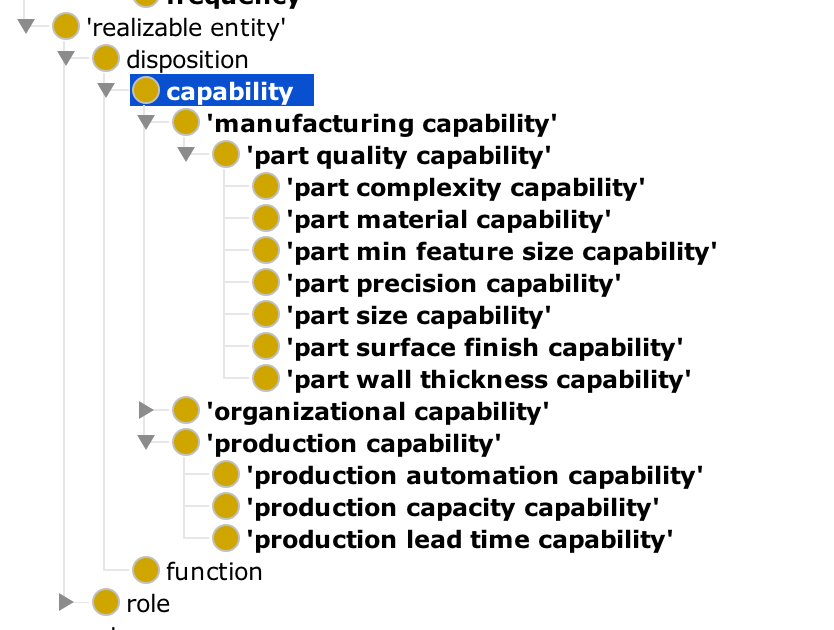 frequency
'realizable entity'
disposition
capability
'manufacturing capability'
'part quality capability'
'part complexity capability'
'part material capability'
'part min feature size capability'
'part precision capability'
'part size capability'
'part surface finish capability'
'part wall thickness capability'
'organizational capability'
'production capability'
'production automation capability'
'production capacity capability'
'production lead time capability'
function
role